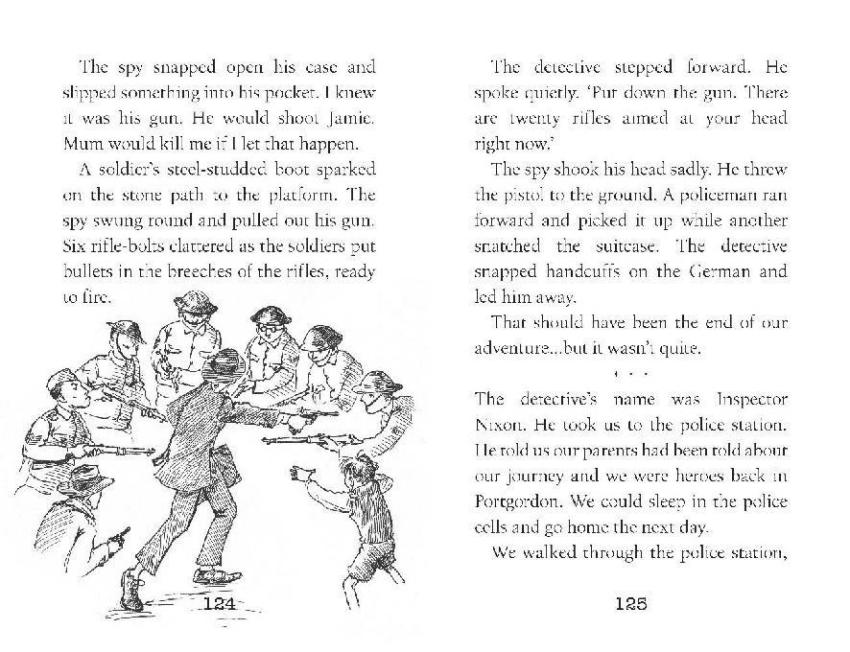 The spy snapped open his case and
slipped something into his pocket. I knew
it was his gun. He would shoot Jamie.
Mum would kill me if I let that happen.
A soldier's steel-studded boot sparked
on the stone path to the platform. The
spy swung round and pulled out his gun.
Six rifle-bolts clattered as the soldiers put
bullets in the breeches of the rifles, ready
to fire.
124
The detective stepped forward. He
spoke quietly. 'Put down the gun. There
are twenty rifles aimed at your head
right now.'
The spy shook his head sadly. He threw
the pistol to the ground. A policeman ran
forward and picked it up while another
snatched the suitcase. The detective
snapped handcuffs on the German and
led him away.
That should have been the end of our
adventure...but it wasn't quite.
· · ·
The detective's name was Inspector
Nixon. He took us to the police station.
He told us our parents had been told about
our journey and we were heroes back in
Portgordon. We could sleep in the police
cells and go home the next day.
We walked through the police station,
125